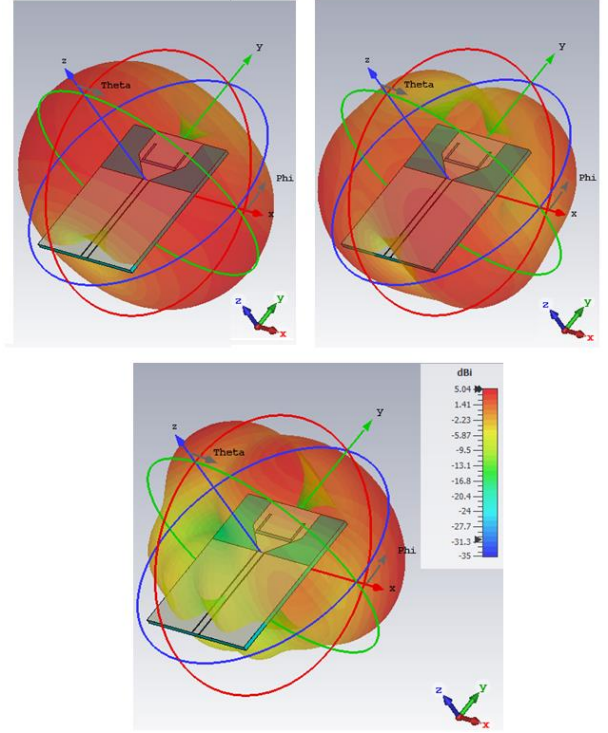 y
z
Theta
Phi
x
z
y
x
y
z
Theta
Phi
x
z
y
x
dBi
5.04
1.41
-2.23
-5.87
-9.5
-13.1
-16.8
-20.4
-24
-27.7
-31.3
-35
y
z
Theta
Phi
x
z
y
x